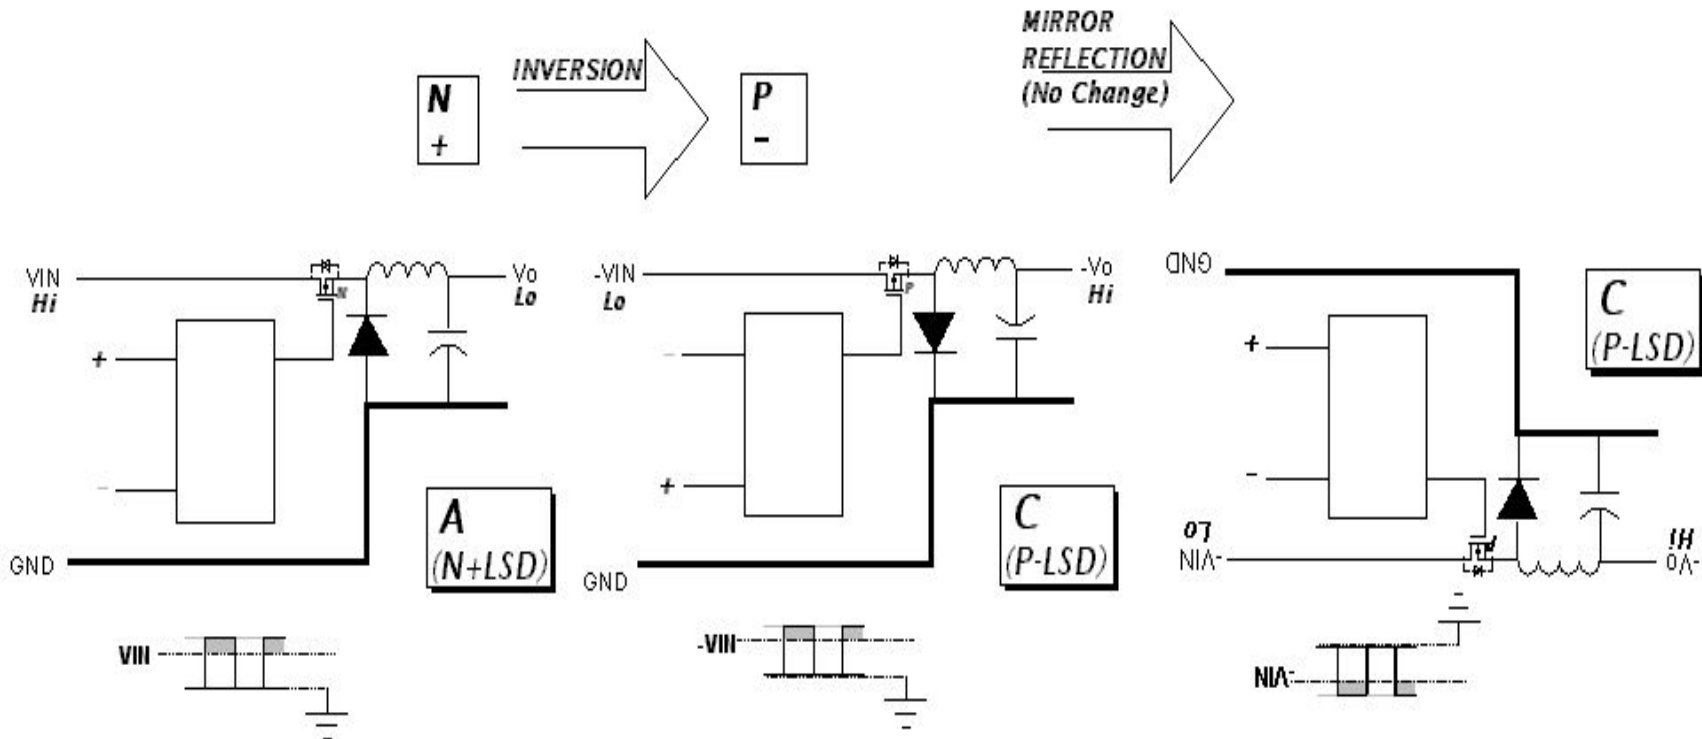 MIRROR
REFLECTION
(No Change)
INVERSION
N
+
P
-
VIN
Hi
N
Vo
Lo
+
-
GND
A
(N+LSD)
VIN
-VIN
Lo
P
-Vo
Hi
-
+
GND
C
(P-LSD)
-VIN
GND
C
(P-LSD)
+
-
Lo
-VIN
P
Hi
-Vo
-VIN